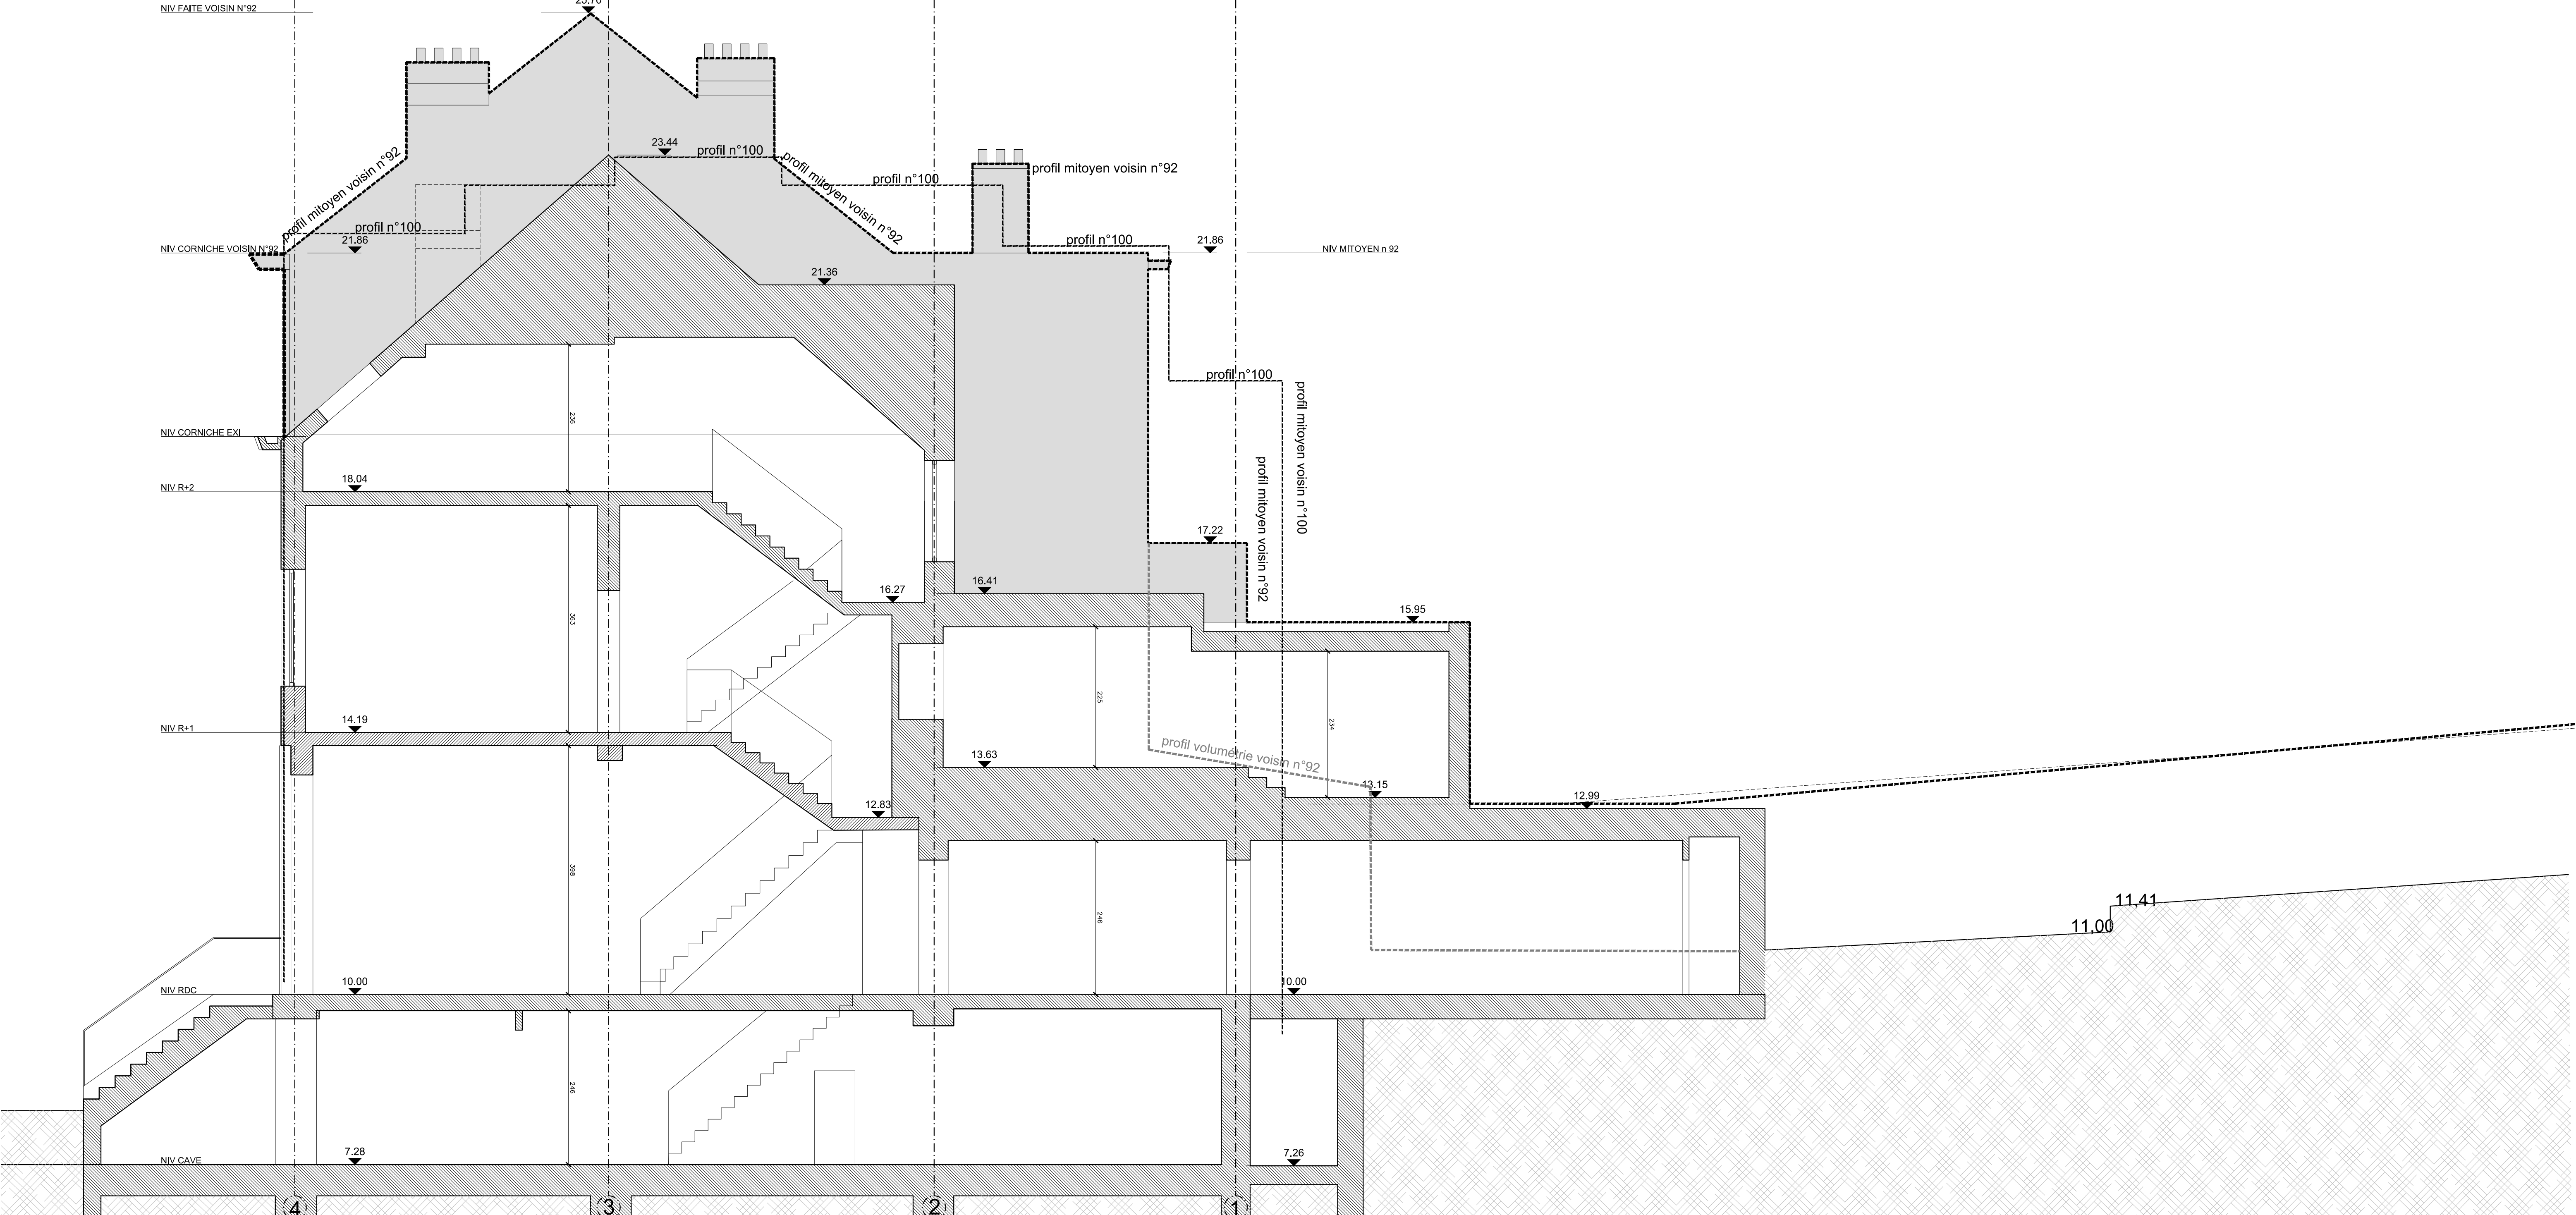 NIV FAITE VOISIN N°92
profil mitoyen voisin n°92
23.44
profil n°100
profil mitoyen voisin n°92
profil n°100
profil mitoyen voisin n°92
profil n°100
NIV CORNICHE VOISIN N°92
21.86
profil n°100
21.86
NIV MITOYEN n 92
21.36
profil n°100
profil mitoyen voisin n°100
profil mitoyen voisin n°92
236
NIV CORNICHE EXI
NIV R+2
18.04
17.22
16.27
16.41
15.95
363
225
234
NIV R+1
14.19
profil volumétrie voisin n°92
13.63
13.15
12.99
12.83
398
246
11,41
11,00
NIV RDC
10.00
10.00
246
NIV CAVE
7.28
7.26
4
3
2
1